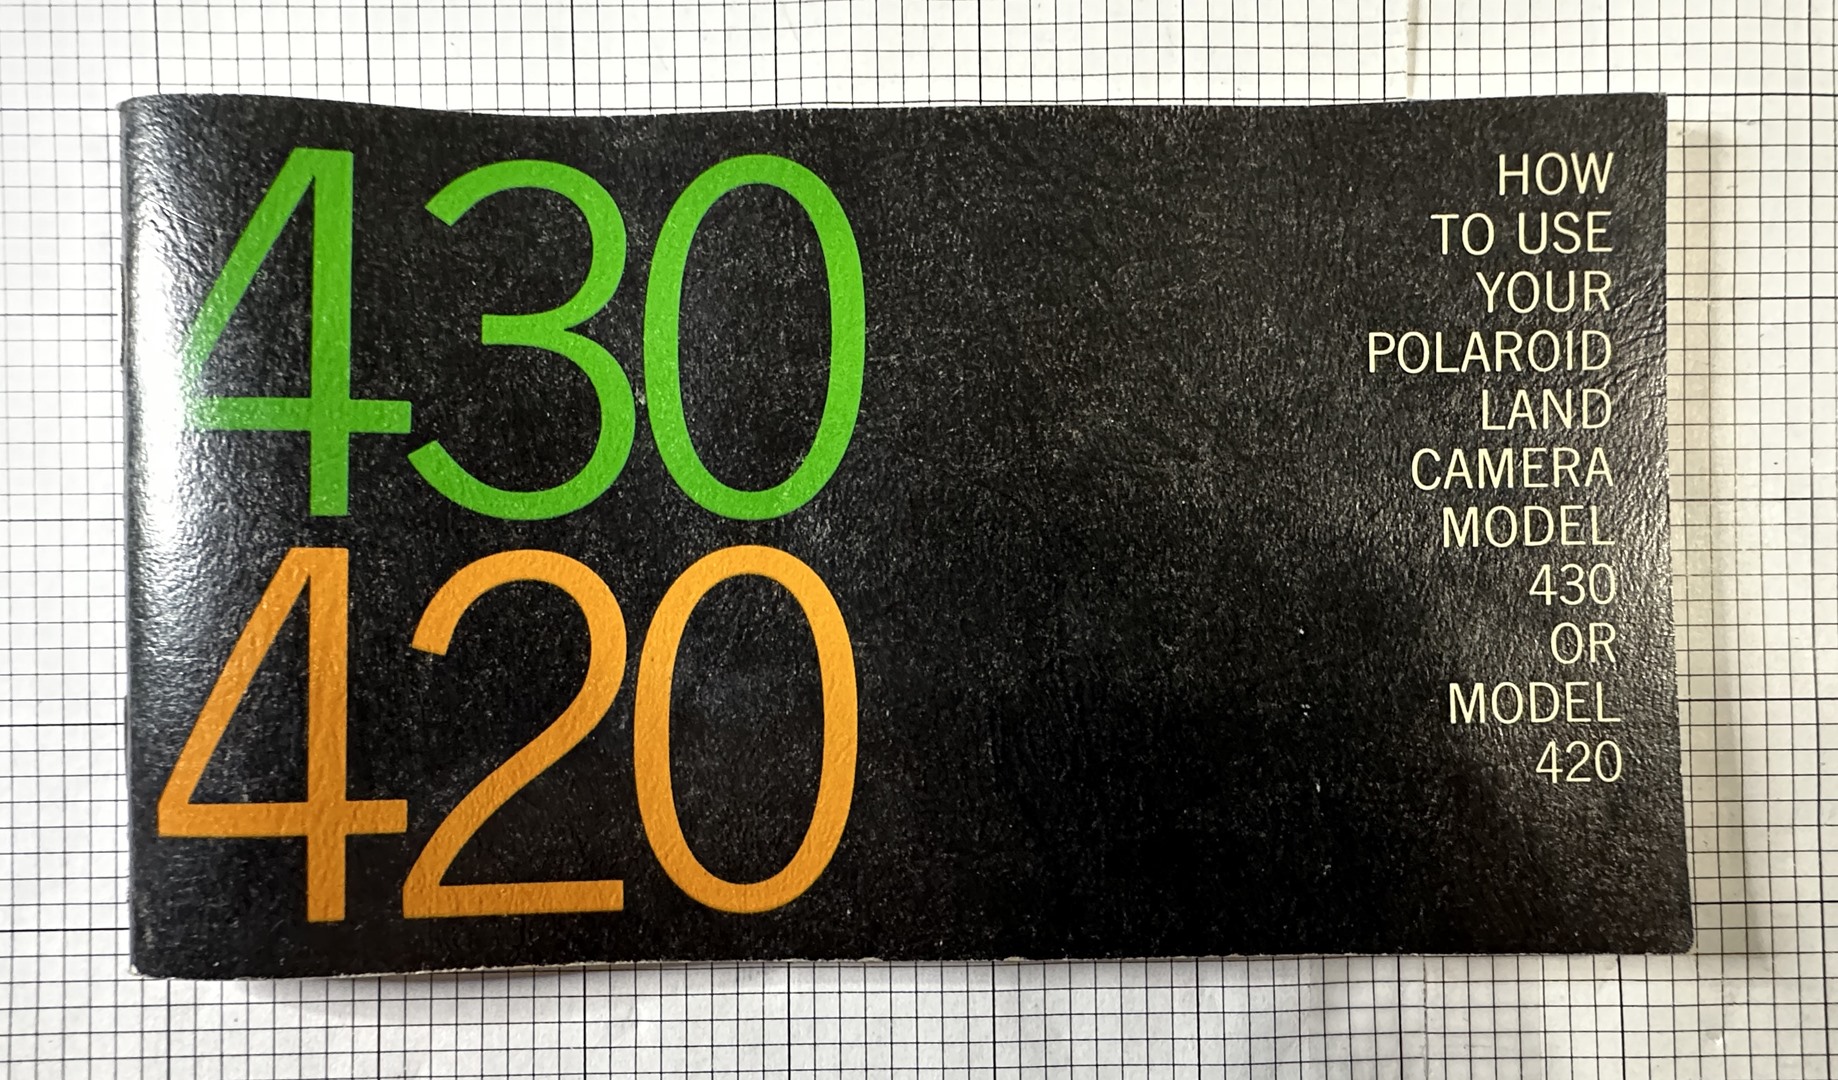 430
420
HOW
TO USE
YOUR
POLAROID
LAND
CAMERA
MODEL
430
OR
MODEL
420